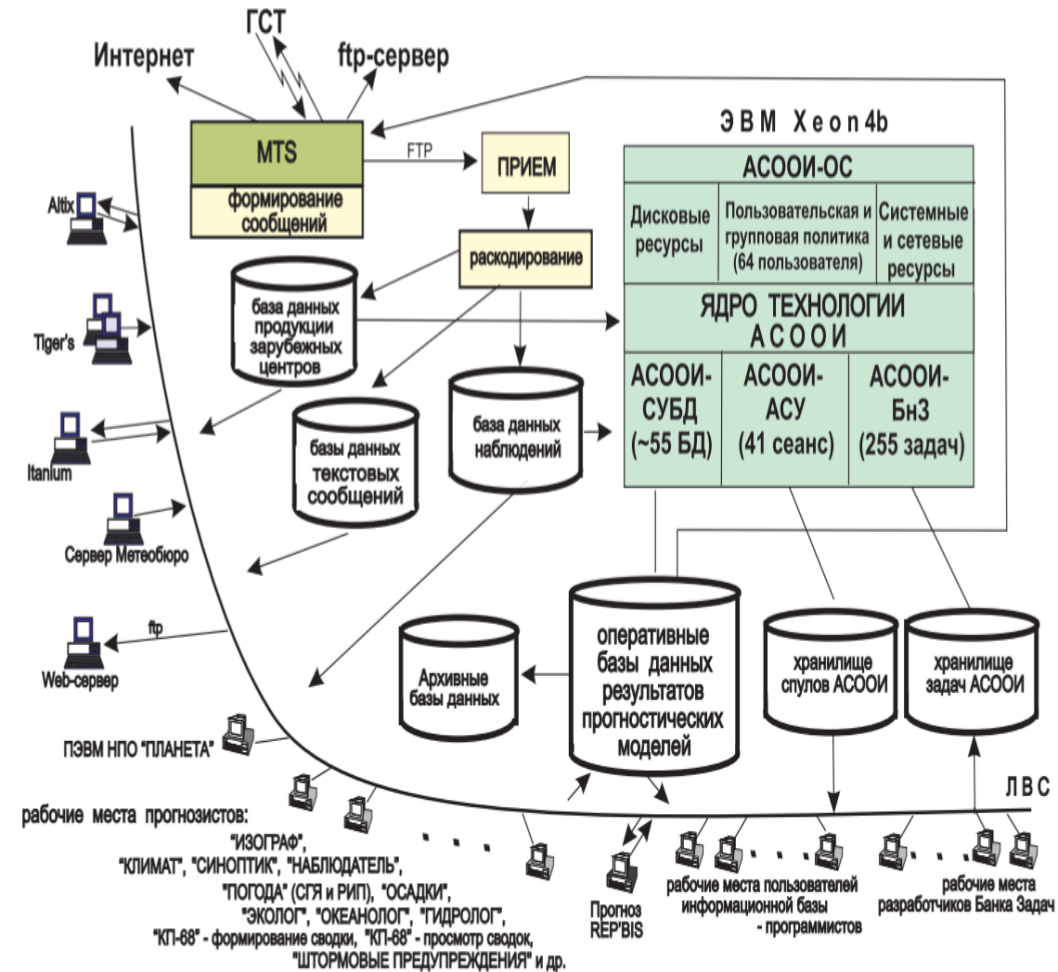 ГСТ
Интернет
ftp-сервер
MTS
формирование
сообщений
FTP
ПРИЕМ
раскодирование
ЭВМ Xeon4b
АСООИ-ОС
Дисковые
ресурсы
Пользовательская и
групповая политика
(64 пользователя)
Системные
и сетевые
ресурсы
ЯДРО ТЕХНОЛОГИИ
АСООИ
АСООИ-
СУБД
(~55 БД)
АСООИ-
АСУ
(41 сеанс)
АСООИ-
БнЗ
(255 задач)
Altix
Tiger's
Itanium
Сервер Метеобюро
ftp
Web-сервер
база данных
продукции
зарубежных
центров
базы данных
текстовых
сообщений
база данных
наблюдений
Архивные
базы данных
оперативные
базы данных
результатов
прогностических
моделей
хранилище
спулов АСООИ
хранилище
задач АСООИ
ЛВС
ПЭВМ НПО "ПЛАНЕТА"
рабочие места прогнозистов:
"ИЗОГРАФ",
"КЛИМАТ", "СИНОПТИК", "НАБЛЮДАТЕЛЬ",
"ПОГОДА" (СГЯ и РИП), "ОСАДКИ",
"ЭКОЛОГ", "ОКЕАНОЛОГ", "ГИДРОЛОГ",
"КП-68" - формирование сводки, "КП-68" - просмотр сводок,
"ШТОРМОВЫЕ ПРЕДУПРЕЖДЕНИЯ" и др.
Прогноз
REP'BIS
рабочие места пользователей
информационной базы
- программистов
рабочие места
разработчиков Банка Задач